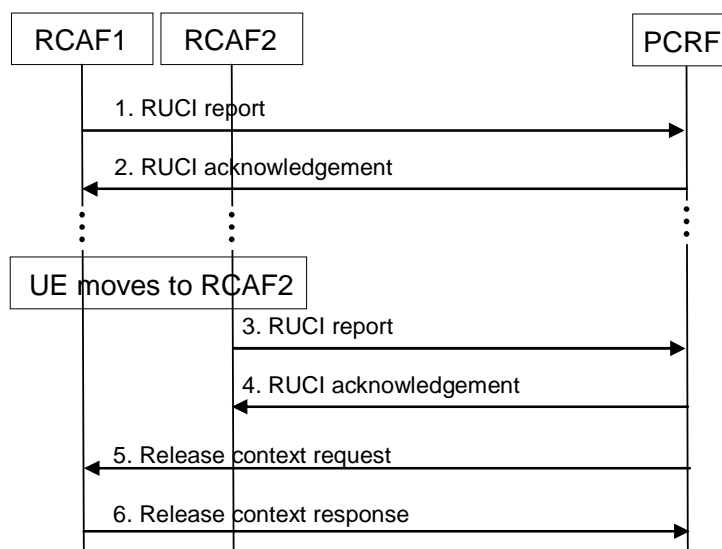 RCAF1
RCAF2
PCRF
1. RUCI report
2. RUCI acknowledgement
UE moves to RCAF2
3. RUCI report
4. RUCI acknowledgement
5. Release context request
6. Release context response